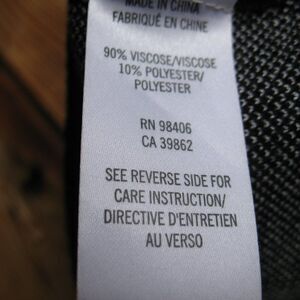 MADE IN CHINA
FABRIQUÉ EN CHINE
90% VISCOSE/VISCOSE
10% POLYESTER/
POLYESTER
RN 98406
CA 39862
SEE REVERSE SIDE FOR
CARE INSTRUCTION/
DIRECTIVE D'ENTRETIEN
AU VERSO